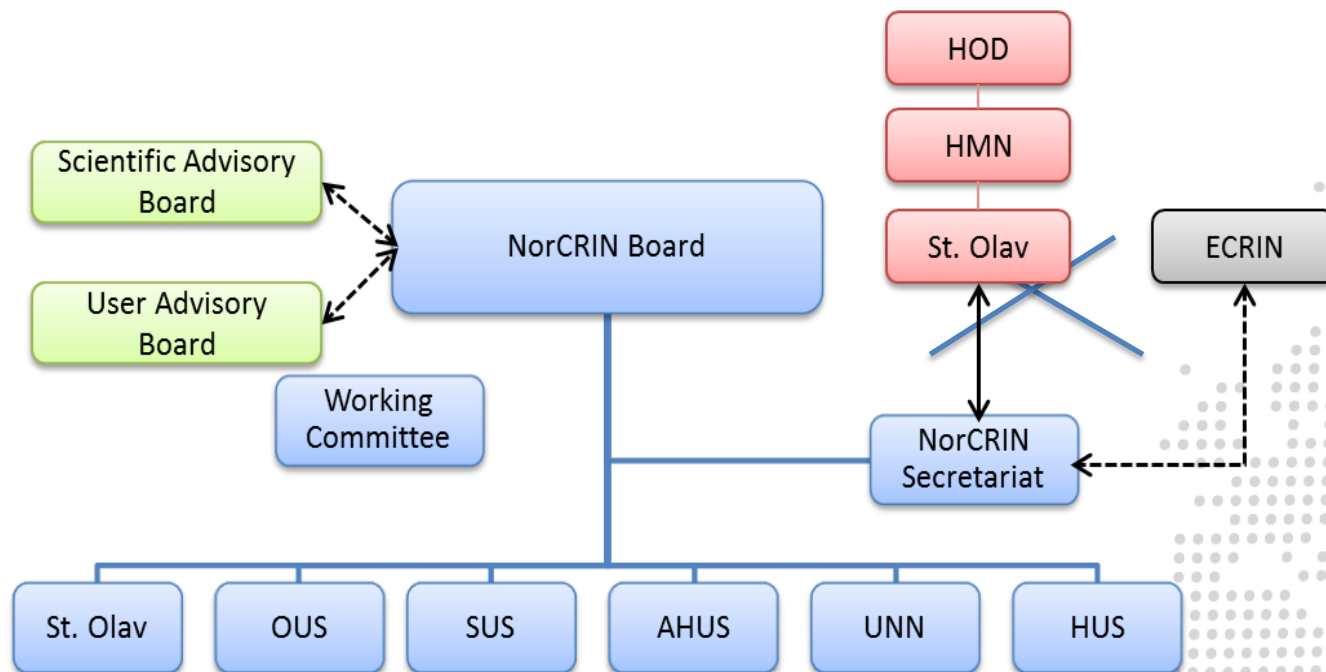 HOD
HMN
Scientific Advisory
Board
NorCRIN Board
St. Olav
ECRIN
User Advisory
Board
Working
Committee
NorCRIN
Secretariat
St. Olav
OUS
SUS
AHUS
UNN
HUS